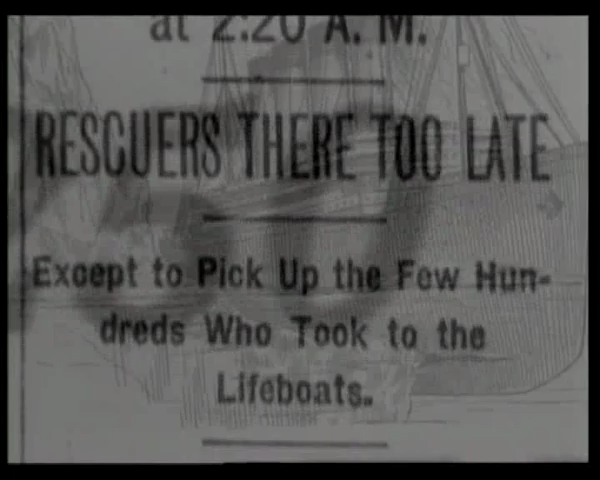 at 2:20 A. M.
RESCUERS THERE TOO LATE
Except to Pick Up the Few Hun-
dreds Who Took to the
Lifeboats.